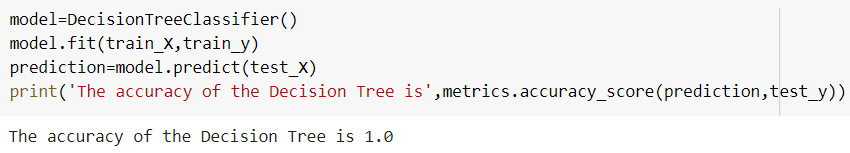 model=DecisionTreeClassifier()
model.fit(train_X,train_y)
prediction=model.predict(test_X)
print('The accuracy of the Decision Tree is',metrics.accuracy_score(prediction,test_y))
The accuracy of the Decision Tree is 1.0